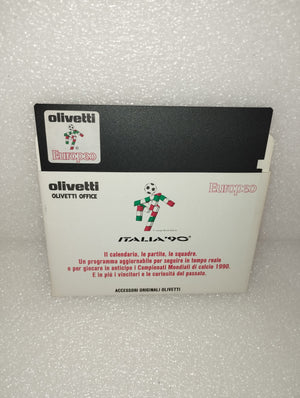 olivetti
Europeo
olivetti
OLIVETTI OFFICE
Europeo
ITALIA'90
Il calendario, le partite, le squadre.
Un programma aggiornabile per seguire in tempo reale
e per giocare in anticipo i Campionati Mondiali di calcio 1990.
E in più i vincitori e le curiosità del passato.
ACCESSORI ORIGINALI OLIVETTI